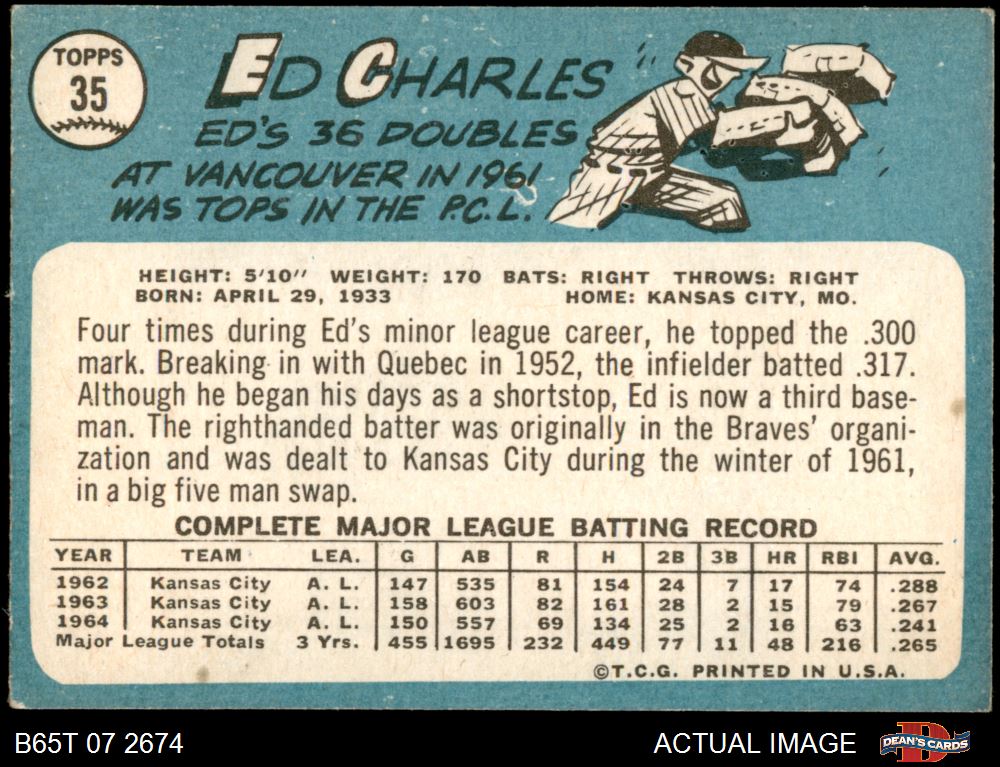 TOPPS
35
ED CHARLES
ED'S 36 DOUBLES
AT VANCOUVER IN 1961
WAS TOPS IN THE P.C.L.
HEIGHT: 5'10" WEIGHT: 170 BATS: RIGHT THROWS: RIGHT
BORN: APRIL 29, 1933 HOME: KANSAS CITY, MO.
Four times during Ed's minor league career, he topped the .300
mark. Breaking in with Quebec in 1952, the infielder batted .317.
Although he began his days as a shortstop, Ed is now a third base-
man. The righthanded batter was originally in the Braves' organi-
zation and was dealt to Kansas City during the winter of 1961,
in a big five man swap.
COMPLETE MAJOR LEAGUE BATTING RECORD
YEAR TEAM LEA. G AB R H 2B 3B HR RBI AVG.
1962 Kansas City A. L. 147 535 81 154 24 7 17 74 .288
1963 Kansas City A. L. 158 603 82 161 28 2 15 79 .267
1964 Kansas City A. L. 150 557 69 134 25 2 16 63 .241
Major League Totals 3 Yrs. 455 1695 232 449 77 11 48 216 .265
©T.C.G. PRINTED IN U.S.A.
B65T 07 2674 ACTUAL IMAGE DEAN'S CARDS